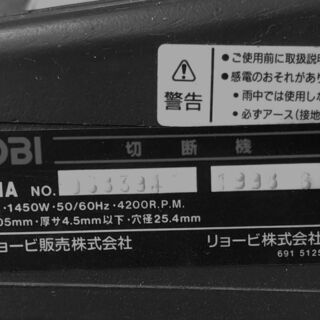 ● ご使用前に取扱説明
● 感電のおそれがあり
・雨中では使用しな
・必ずアース(接地
警告
OBI 切断機
NO.
1450W・50/60Hz・4200R.P.M.
05mm・厚サ4.5mm以下・穴径25.4mm
リョービ販売株式会社 リョービ株式会
691 5125